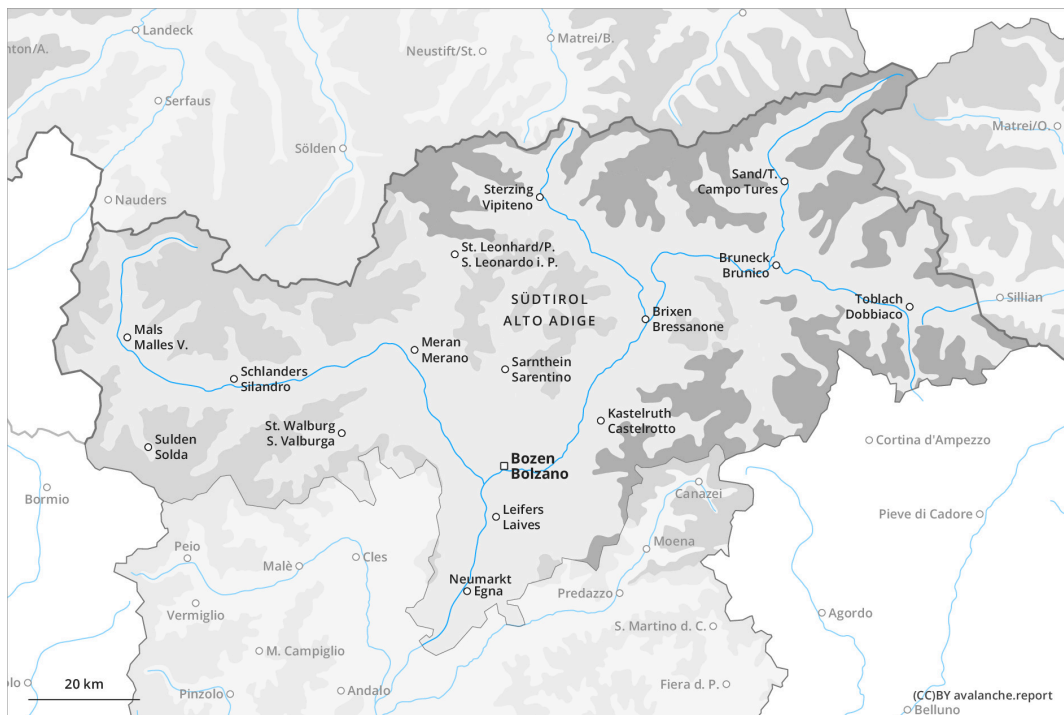 Landeck
nton/A.
Neustift/St.
Matrei/B.
Serfaus
Matrei/O.
Sölden
Sand/T.
Campo Tures
Sterzing
Vipiteno
Nauders
St. Leonhard/P.
S. Leonardo i. P.
Bruneck
Brunico
SÜDTIROL
ALTO ADIGE
Toblach
Dobbiaco
Sillian
Brixen
Bressanone
Mals
Malles V.
Meran
Merano
Sarnthein
Sarentino
Schlanders
Silandro
Kastelruth
Castelrotto
St. Walburg
S. Valburga
Sulden
Solda
Cortina d'Ampezzo
Bozen
Bolzano
Bormio
Canazei
Leifers
Laives
Pieve di Cadore
Peio
Cles
Moena
Malè
Neumarkt
Egna
Predazzo
Vermiglio
Agordo
S. Martino d. C.
M. Campiglio
20 km
olo
Pinzolo
Andalo
Fiera d. P.
(CC)BY avalanche.report
Belluno